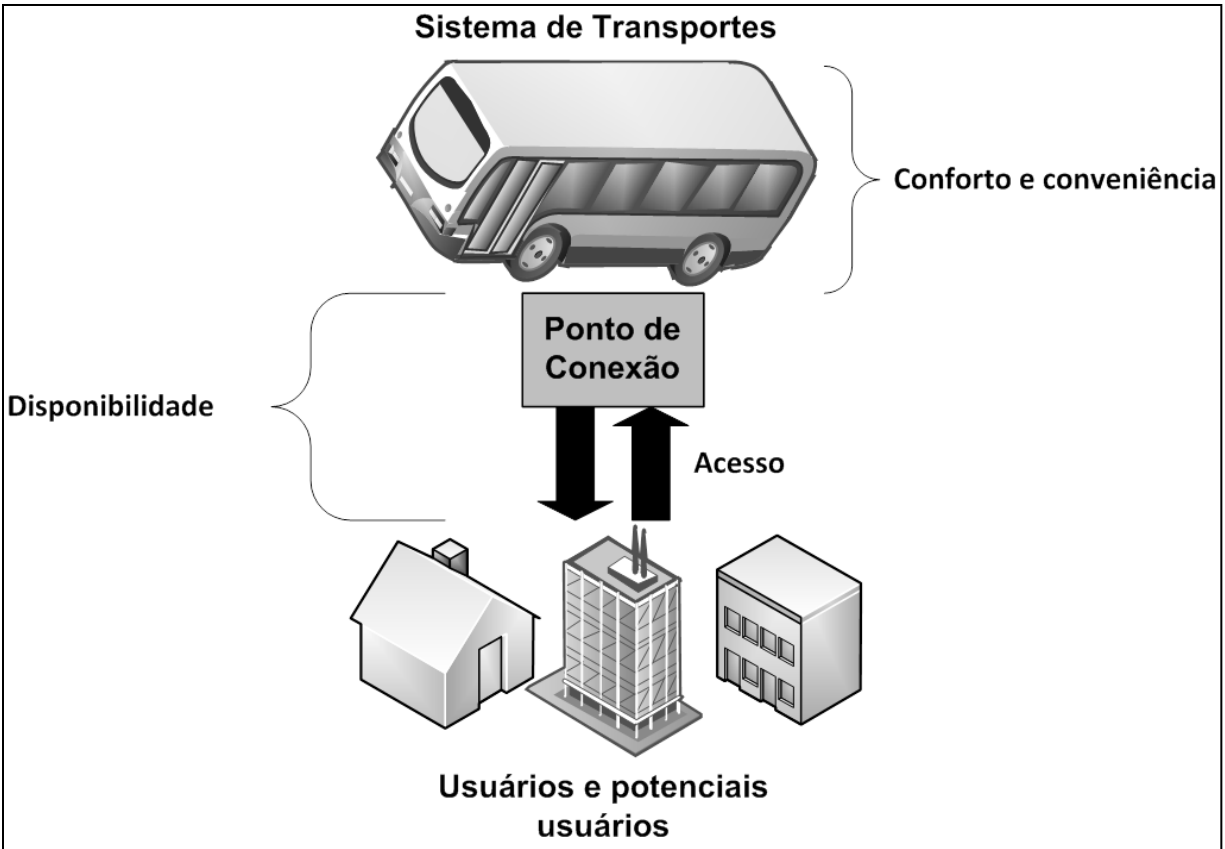 Sistema de Transportes
Conforto e conveniência
Ponto de
Conexão
Disponibilidade
Acesso
Usuários e potenciais
usuários